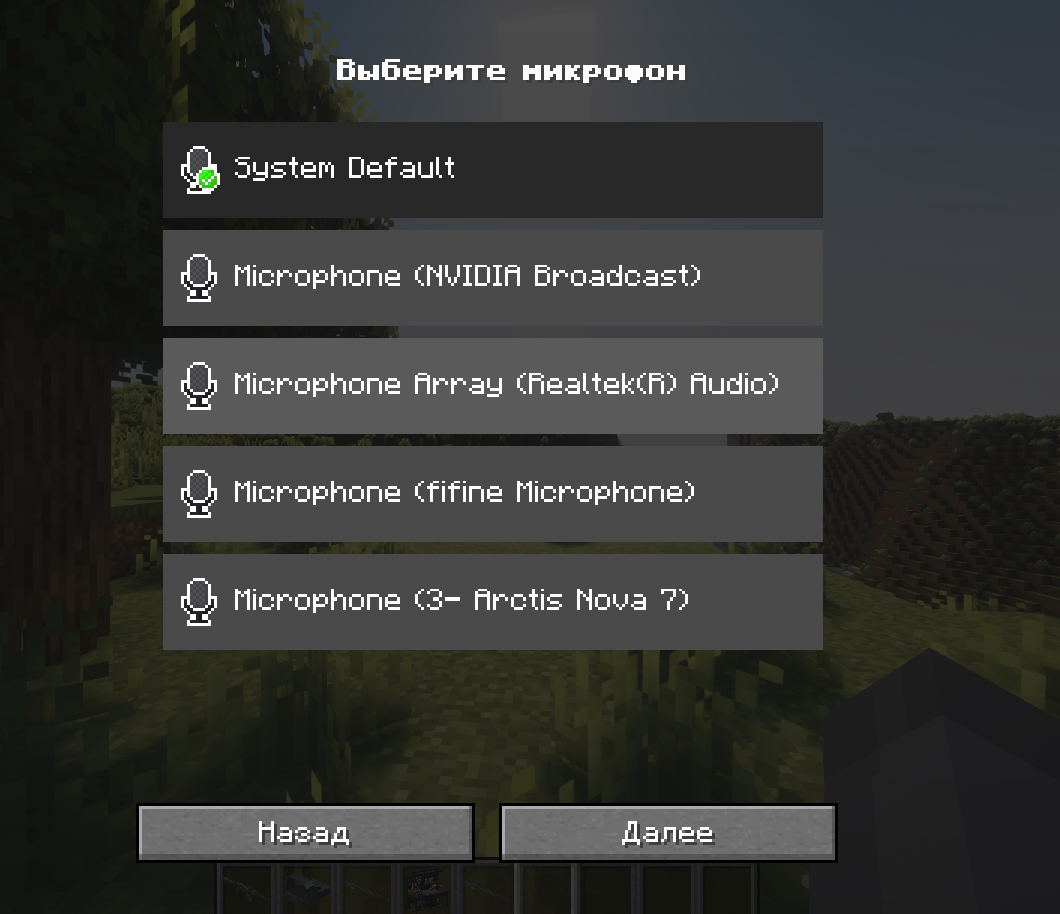 Выберите микрофон
System Default
Microphone (NVIDIA Broadcast)
Microphone Array (Realtek(R) Audio)
Microphone (fifine Microphone)
Microphone (3- Arctis Nova 7)
Назад
Далее